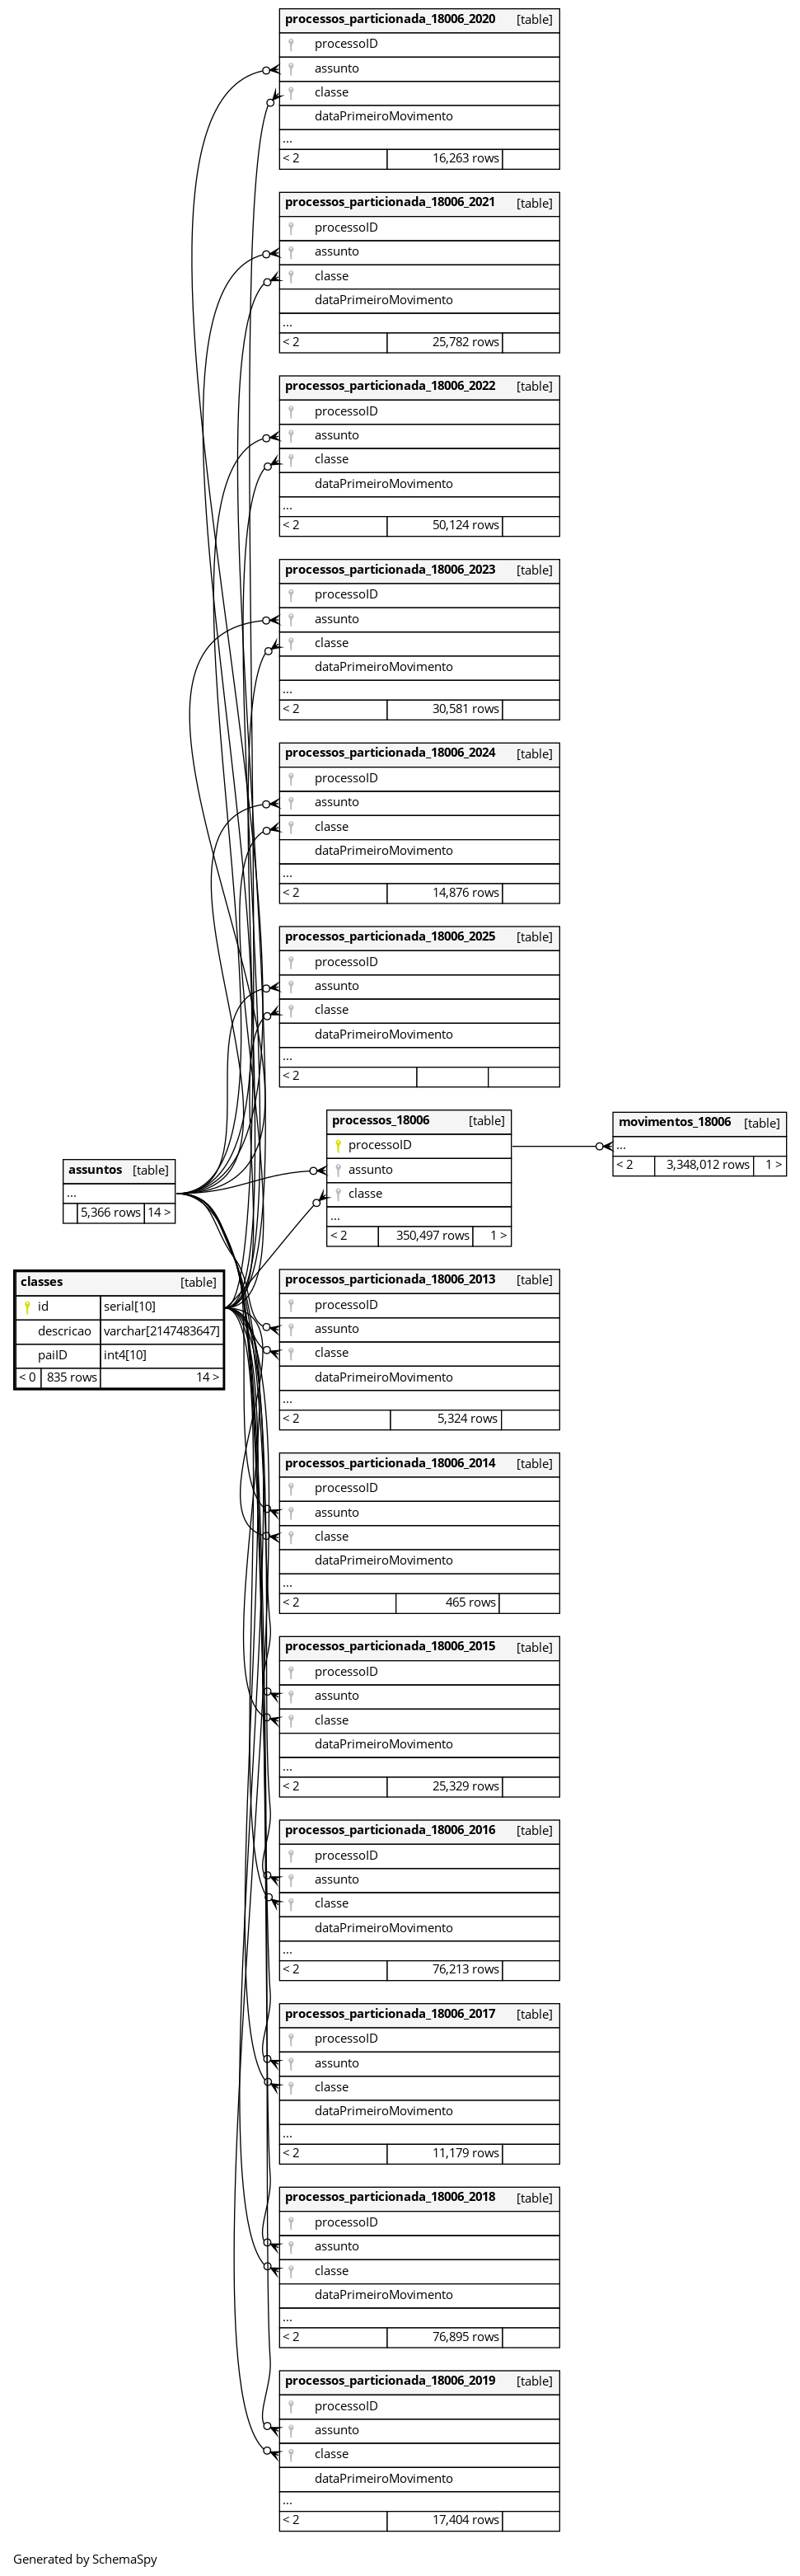 processos_particionada_18006_2020 [table]
processoID
assunto
classe
dataPrimeiroMovimento
...
< 2 16,263 rows
processos_particionada_18006_2021 [table]
processoID
assunto
classe
dataPrimeiroMovimento
...
< 2 25,782 rows
processos_particionada_18006_2022 [table]
processoID
assunto
classe
dataPrimeiroMovimento
...
< 2 50,124 rows
processos_particionada_18006_2023 [table]
processoID
assunto
classe
dataPrimeiroMovimento
...
< 2 30,581 rows
processos_particionada_18006_2024 [table]
processoID
assunto
classe
dataPrimeiroMovimento
...
< 2 14,876 rows
processos_particionada_18006_2025 [table]
processoID
assunto
classe
dataPrimeiroMovimento
...
< 2
processos_18006 [table]
processoID
assunto
classe
...
< 2 350,497 rows 1 >
movimentos_18006 [table]
...
< 2 3,348,012 rows 1 >
assuntos [table]
...
5,366 rows 14 >
classes [table]
id serial[10]
descricao varchar[2147483647]
paiID int4[10]
< 0 835 rows 14 >
processos_particionada_18006_2013 [table]
processoID
assunto
classe
dataPrimeiroMovimento
...
< 2 5,324 rows
processos_particionada_18006_2014 [table]
processoID
assunto
classe
dataPrimeiroMovimento
...
< 2 465 rows
processos_particionada_18006_2015 [table]
processoID
assunto
classe
dataPrimeiroMovimento
...
< 2 25,329 rows
processos_particionada_18006_2016 [table]
processoID
assunto
classe
dataPrimeiroMovimento
...
< 2 76,213 rows
processos_particionada_18006_2017 [table]
processoID
assunto
classe
dataPrimeiroMovimento
...
< 2 11,179 rows
processos_particionada_18006_2018 [table]
processoID
assunto
classe
dataPrimeiroMovimento
...
< 2 76,895 rows
processos_particionada_18006_2019 [table]
processoID
assunto
classe
dataPrimeiroMovimento
...
< 2 17,404 rows
Generated by SchemaSpy